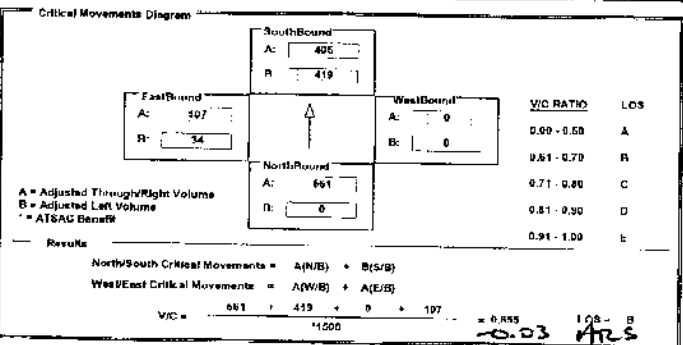 Critical Movements Diagram
SouthBound
A: 405
B: 419
EastBound
A: 107
B: 34
WestBound
A: 0
B: 0
NorthBound
A: 661
B: 0
V/C RATIO LOS
0.00 - 0.60 A
0.61 - 0.70 B
0.71 - 0.80 C
0.81 - 0.90 D
0.91 - 1.00 E
A = Adjusted Through/Right Volume
B = Adjusted Left Volume
* = ATSAC Benefit
Results
North/South Critical Movements = A(N/B) + B(S/B)
West/East Critical Movements = A(W/B) + A(E/B)
V/C = 661 + 419 + 0 + 107 = 0.655 LOS = B
*1500
-0.03